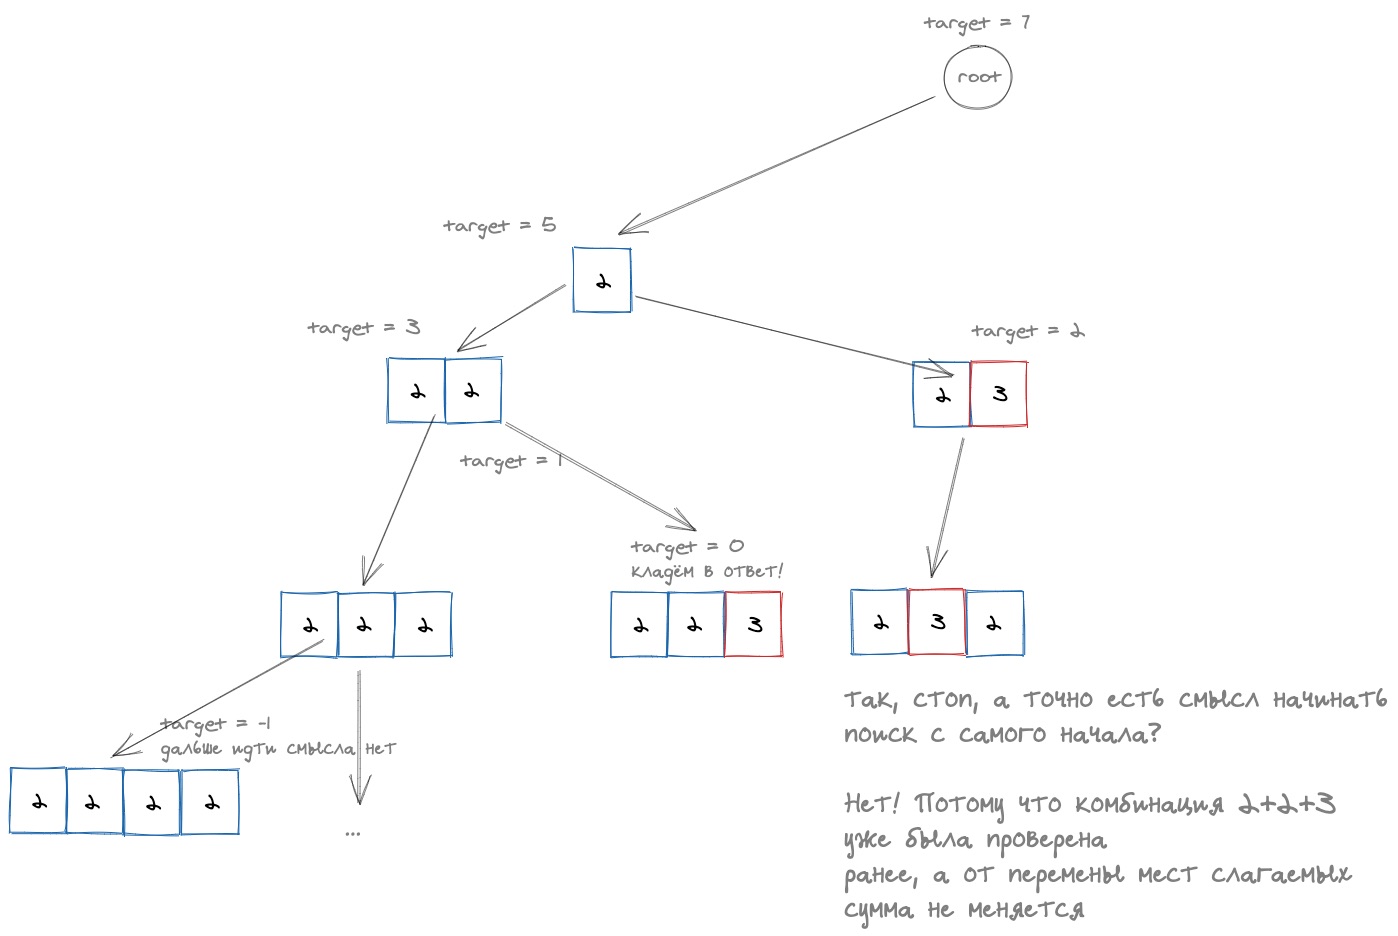 target = 7
root
target = 5
2
target = 3
target = 2
2 2
2 3
target = 1
target = 0
кладём в ответ!
2 2 2
2 2 3
2 3 2
так, стоп, а точно есть смысл начинать
поиск с самого начала?
target = -1
дальше идти смысла нет
2 2 2 2
...
Нет! Потому что комбинация 2+2+3
уже была проверена
ранее, а от перемены мест слагаемых
сумма не меняется